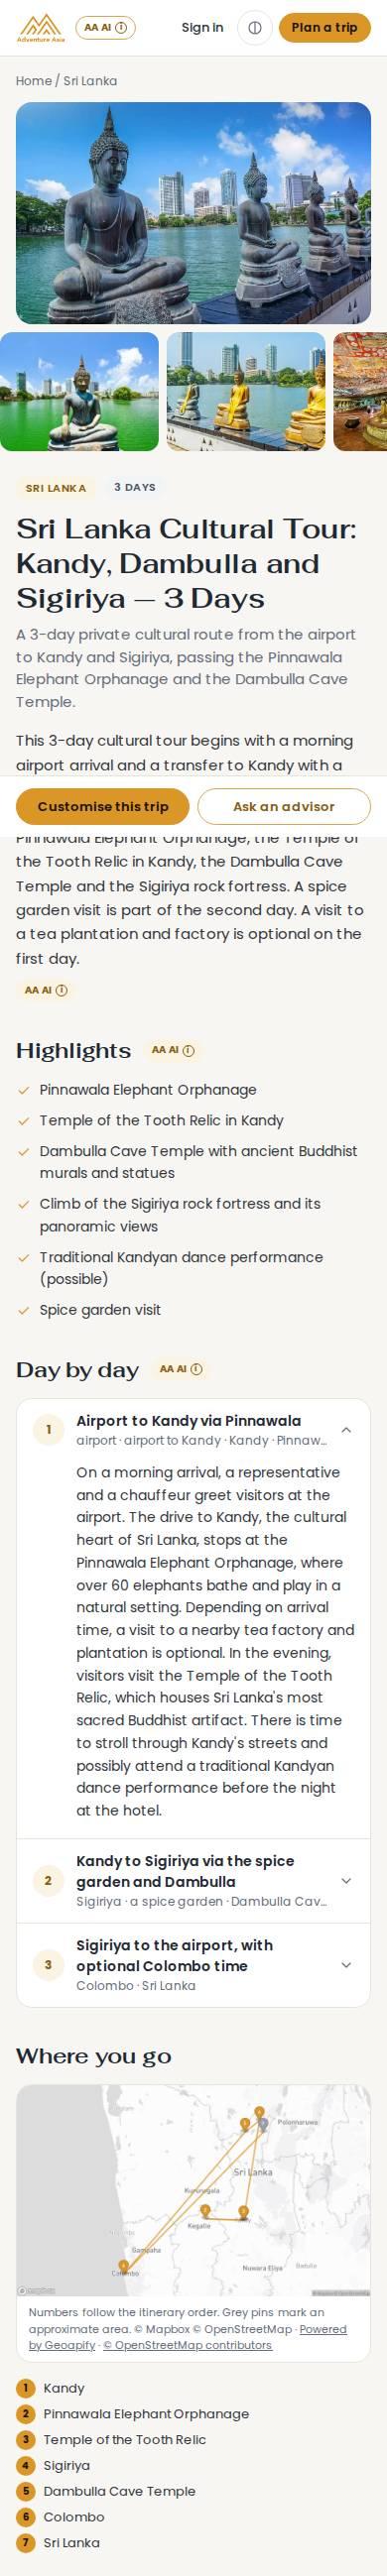 Adventure Asia
AA AI
Sign in
Plan a trip
Home / Sri Lanka
SRI LANKA
3 DAYS
Sri Lanka Cultural Tour:
Kandy, Dambulla and
Sigiriya — 3 Days
A 3-day private cultural route from the airport
to Kandy and Sigiriya, passing the Pinnawala
Elephant Orphanage and the Dambulla Cave
Temple.
This 3-day cultural tour begins with a morning
airport arrival and a transfer to Kandy with a
Customise this trip
Ask an advisor
Pinnawala Elephant Orphanage, the Temple of
the Tooth Relic in Kandy, the Dambulla Cave
Temple and the Sigiriya rock fortress. A spice
garden visit is part of the second day. A visit to
a tea plantation and factory is optional on the
first day.
AA AI
Highlights
AA AI
Pinnawala Elephant Orphanage
Temple of the Tooth Relic in Kandy
Dambulla Cave Temple with ancient Buddhist
murals and statues
Climb of the Sigiriya rock fortress and its
panoramic views
Traditional Kandyan dance performance
(possible)
Spice garden visit
Day by day
AA AI
1
Airport to Kandy via Pinnawala
airport · airport to Kandy · Kandy · Pinnaw...
On a morning arrival, a representative
and a chauffeur greet visitors at the
airport. The drive to Kandy, the cultural
heart of Sri Lanka, stops at the
Pinnawala Elephant Orphanage, where
over 60 elephants bathe and play in a
natural setting. Depending on arrival
time, a visit to a nearby tea factory and
plantation is optional. In the evening,
visitors visit the Temple of the Tooth
Relic, which houses Sri Lanka's most
sacred Buddhist artifact. There is time
to stroll through Kandy's streets and
possibly attend a traditional Kandyan
dance performance before the night
at the hotel.
2
Kandy to Sigiriya via the spice
garden and Dambulla
Sigiriya · a spice garden · Dambulla Cav...
3
Sigiriya to the airport, with
optional Colombo time
Colombo · Sri Lanka
Where you go
Polonnaruwa
Sri Lanka
Kurunegala
Kegalle
Gampaha
Colombo
Nuwara Eliya
Badulla
Numbers follow the itinerary order. Grey pins mark an
approximate area. © Mapbox © OpenStreetMap · Powered
by Geoapify · © OpenStreetMap contributors
1 Kandy
2 Pinnawala Elephant Orphanage
3 Temple of the Tooth Relic
4 Sigiriya
5 Dambulla Cave Temple
6 Colombo
7 Sri Lanka